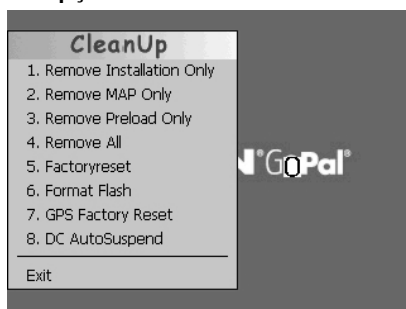 CleanUp
1. Remove Installation Only
2. Remove MAP Only
3. Remove Preload Only
4. Remove All
5. Factoryreset
6. Format Flash
7. GPS Factory Reset
8. DC AutoSuspend
Exit
N® GoPal®